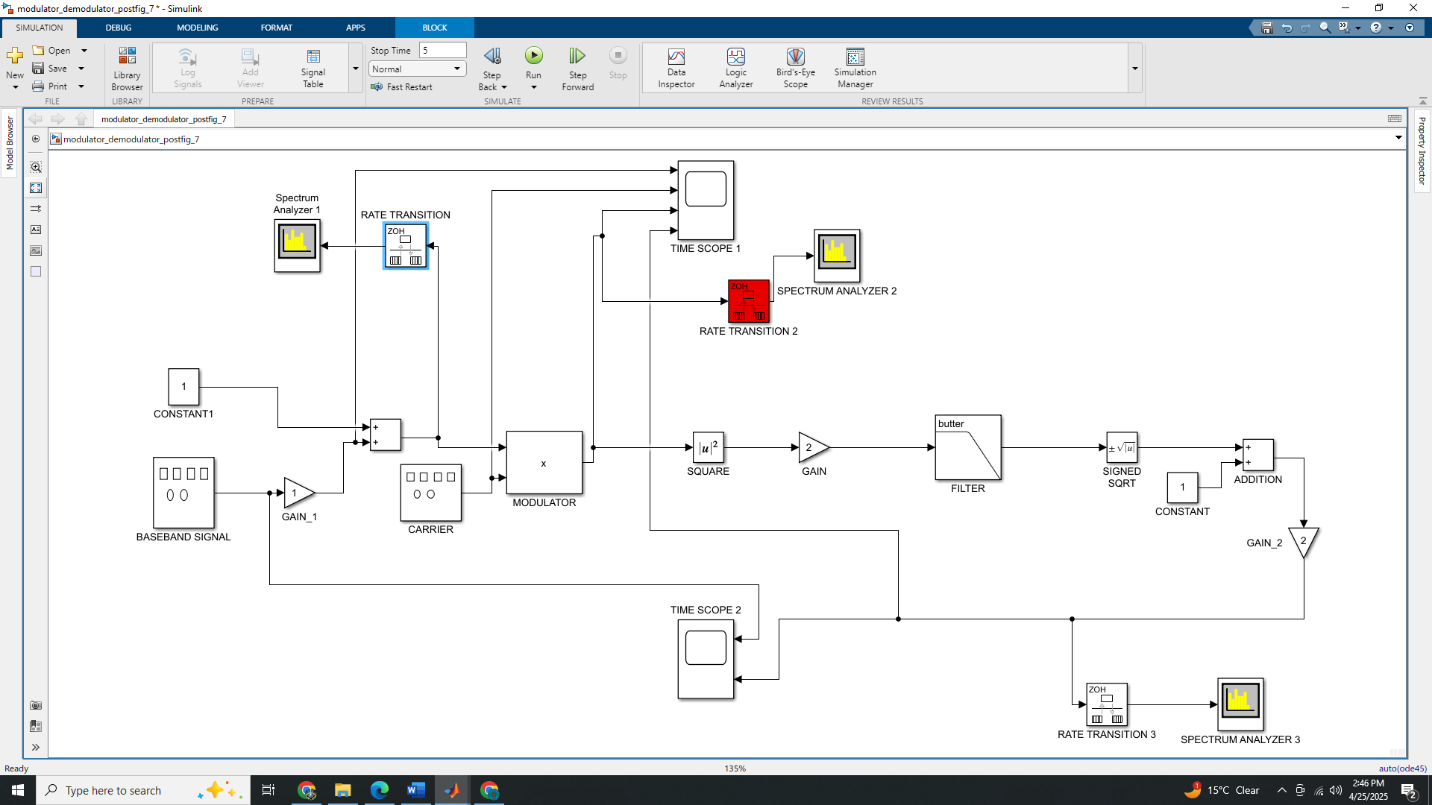 modulator_demodulator_postfig_7 * - Simulink
SIMULATION DEBUG MODELING FORMAT APPS BLOCK
New
Open
Save
Print
FILE
Library
Browser
LIBRARY
Log
Signals
Add
Viewer
Signal
Table
PREPARE
Stop Time 5
Normal
Fast Restart
Step
Back
Run
Step
Forward
Stop
SIMULATE
Data
Inspector
Logic
Analyzer
Bird's-Eye
Scope
Simulation
Manager
REVIEW RESULTS
Model Browser
modulator_demodulator_postfig_7
modulator_demodulator_postfig_7
Property Inspector
Spectrum
Analyzer 1
RATE TRANSITION
ZOH
TIME SCOPE 1
SPECTRUM ANALYZER 2
ZOH
RATE TRANSITION 2
1
CONSTANT1
+
+
BASEBAND SIGNAL
1
GAIN_1
CARRIER
x
MODULATOR
|u|²
SQUARE
2
GAIN
butter
FILTER
± √|u|
SIGNED
SQRT
1
CONSTANT
+
+
ADDITION
GAIN_2
2
TIME SCOPE 2
ZOH
RATE TRANSITION 3
SPECTRUM ANALYZER 3
Ready
135%
auto(ode45)
Type here to search
15°C Clear
2:46 PM
4/25/2025
2